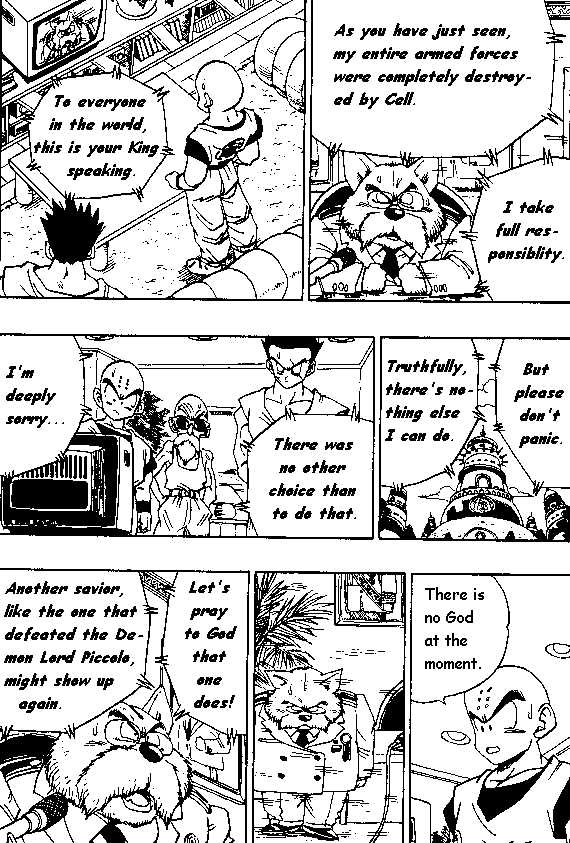 To everyone
in the world,
this is your King
speaking.
As you have just seen,
my entire armed forces
were completely destroy-
ed by Cell.
I take
full res-
ponsiblity.
I'm
deeply
sorry...
There was
no other
choice than
to do that.
Truthfully,
there's no-
thing else
I can do.
But
please
don't
panic.
Another savior,
like the one that
defeated the De-
mon Lord Piccolo,
might show up
again.
Let's
pray
to God
that
one
does!
There is
no God
at the
moment.